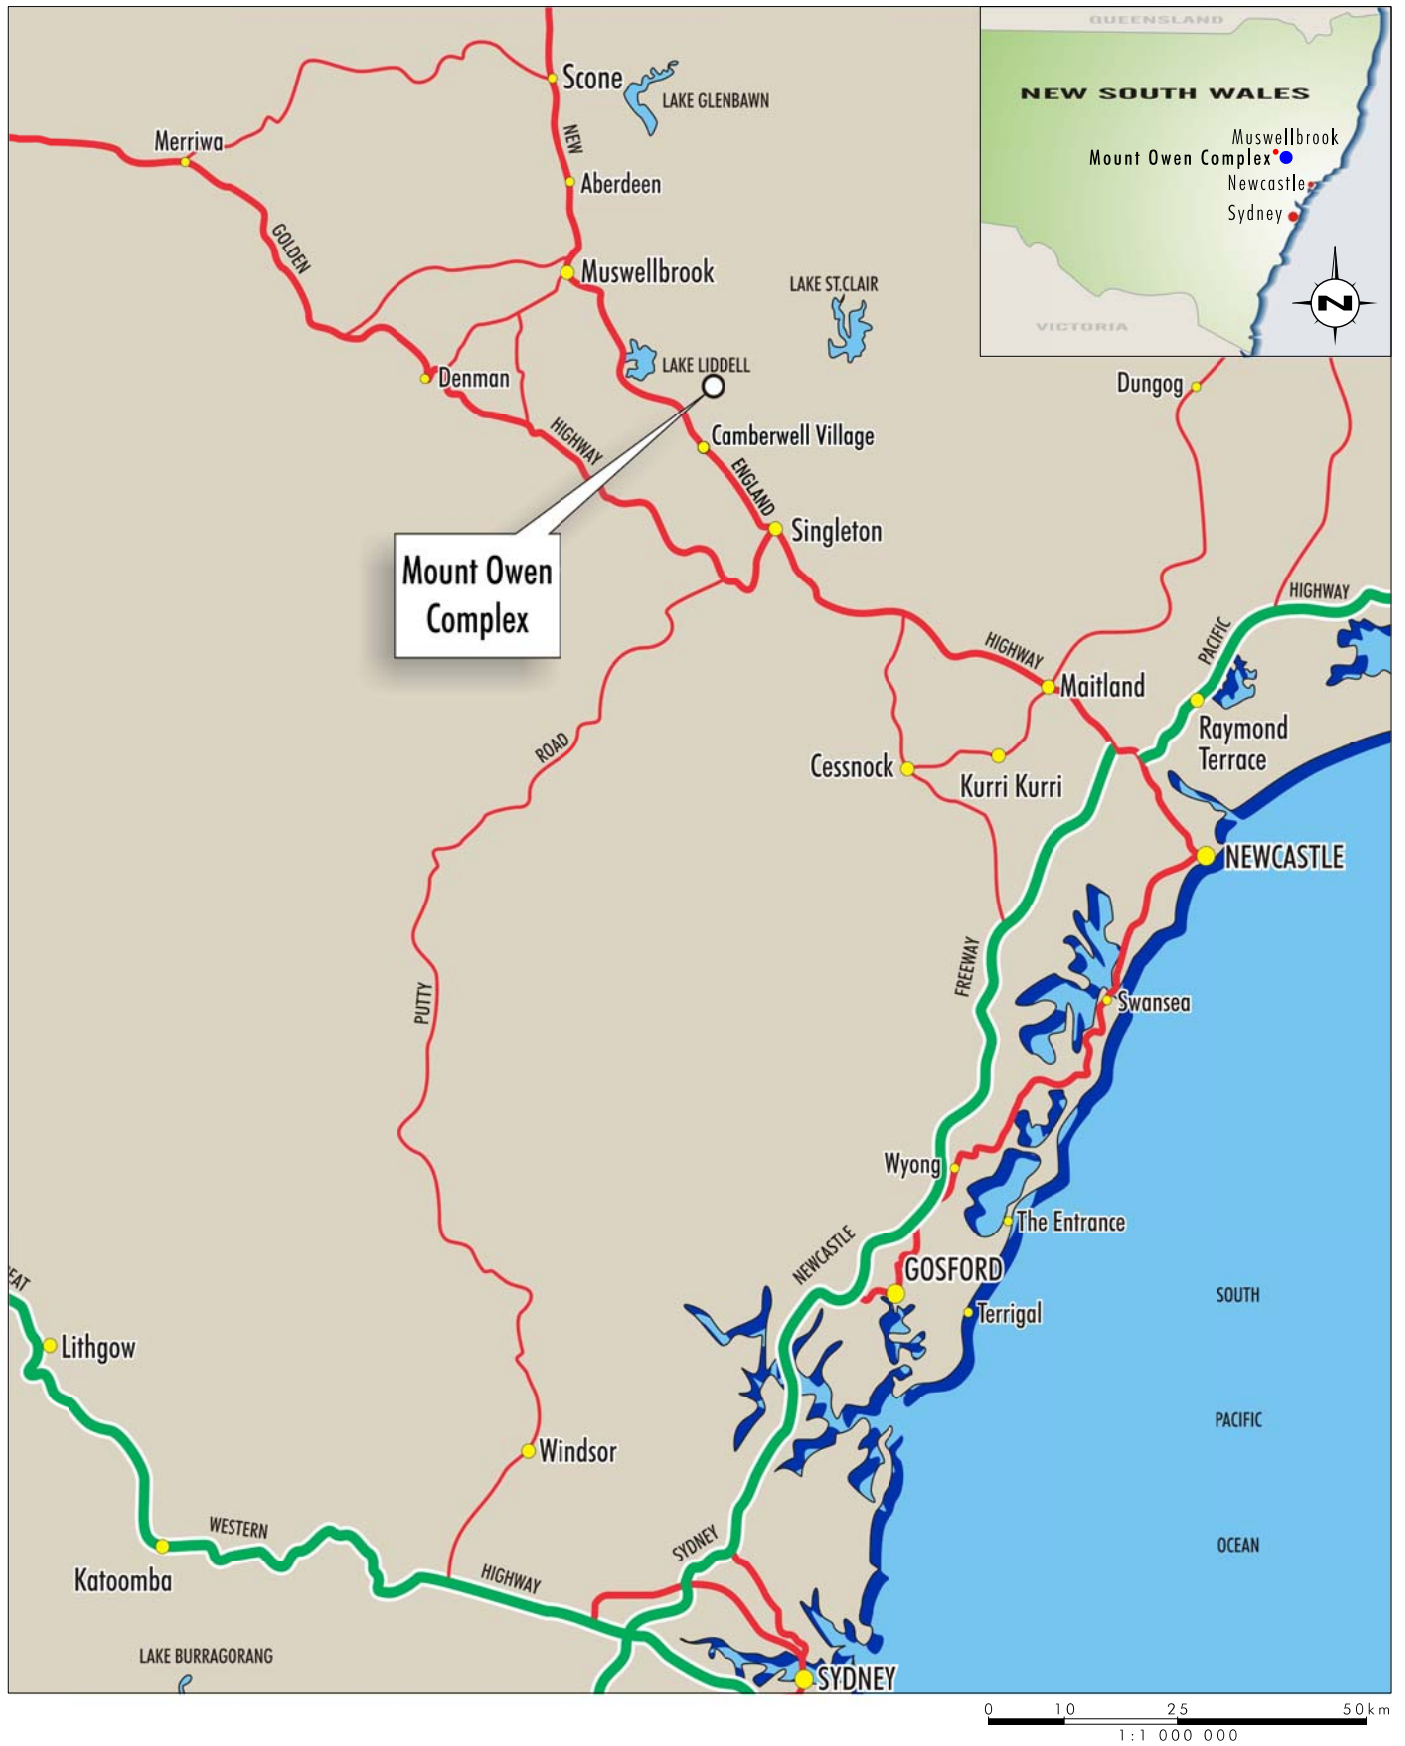 QUEENSLAND
NEW SOUTH WALES
Muswellbrook
Mount Owen Complex
Newcastle
Sydney
VICTORIA
N
Scone
LAKE GLENBAWN
NEW
Merriwa
Aberdeen
GOLDEN
Muswellbrook
LAKE ST.CLAIR
LAKE LIDDELL
Denman
Dungog
HIGHWAY
Camberwell Village
ENGLAND
Singleton
Mount Owen
Complex
HIGHWAY
PACIFIC
HIGHWAY
Maitland
Raymond
Terrace
ROAD
Cessnock
Kurri Kurri
NEWCASTLE
FREEWAY
PUTTY
Swansea
Wyong
The Entrance
NEWCASTLE
GOSFORD
EAT
SOUTH
Terrigal
Lithgow
PACIFIC
Windsor
WESTERN
SYDNEY
OCEAN
Katoomba
HIGHWAY
LAKE BURRAGORANG
SYDNEY
0 10 25 50km
1:1 000 000